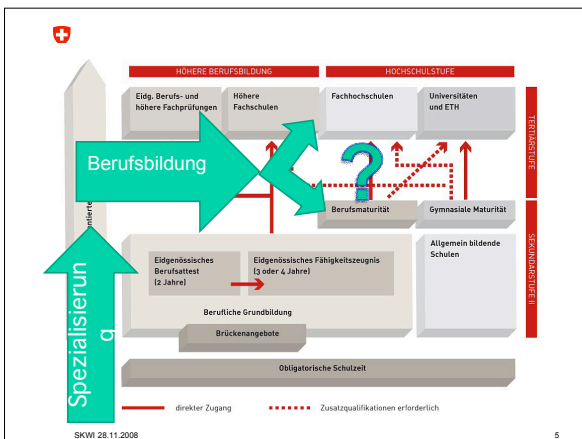 HÖHERE BERUFSBILDUNG
HOCHSCHULSTUFE
Eidg. Berufs- und
höhere Fachprüfungen
Höhere
Fachschulen
Fachhochschulen
Universitäten
und ETH
TERTIÄRSTUFE
Berufsbildung
?
Berufsmaturität
Gymnasiale Maturität
SEKUNDARSTUFE II
Eidgenössisches
Berufsattest
(2 Jahre)
Eidgenössisches Fähigkeitszeugnis
(3 oder 4 Jahre)
Allgemein bildende
Schulen
Spezialisierun
g
Berufliche Grundbildung
Brückenangebote
Obligatorische Schulzeit
direkter Zugang
Zusatzqualifikationen erforderlich
SKWI 28.11.2008
5